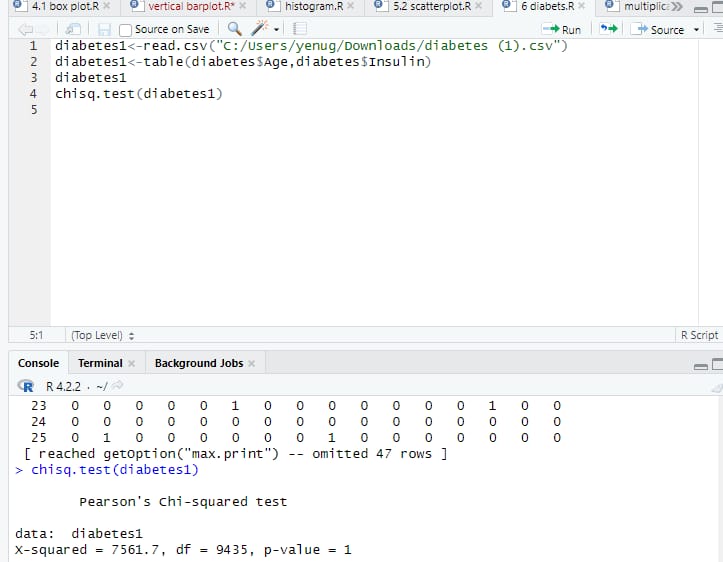 4.1 box plot.R × vertical barplot.R* × histogram.R × 5.2 scatterplot.R × 6 diabets.R × multiplica
Source on Save Run Source
1 diabetes1<-read.csv("C:/Users/yenug/Downloads/diabetes (1).csv")
2 diabetes1<-table(diabetes$Age,diabetes$Insulin)
3 diabetes1
4 chisq.test(diabetes1)
5
5:1 (Top Level) R Script
Console Terminal × Background Jobs ×
R R 4.2.2 · ~/
23 0 0 0 0 0 1 0 0 0 0 0 0 0 1 0 0
24 0 0 0 0 0 0 0 0 0 0 0 0 0 0 0 0
25 0 1 0 0 0 0 0 0 1 0 0 0 0 0 0 0
[ reached getOption("max.print") -- omitted 47 rows ]
> chisq.test(diabetes1)
Pearson's Chi-squared test
data: diabetes1
X-squared = 7561.7, df = 9435, p-value = 1